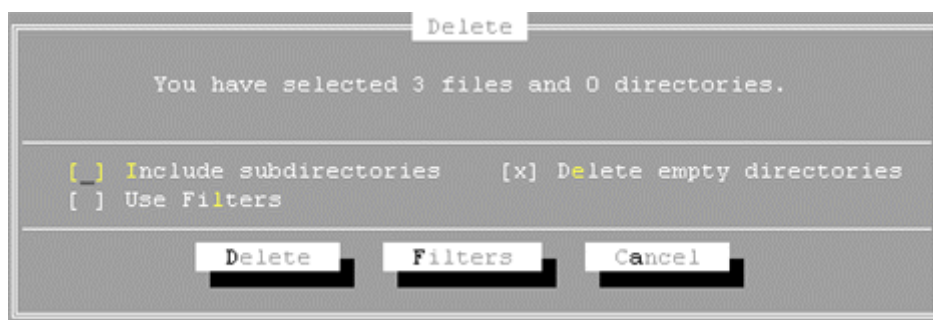 Delete
You have selected 3 files and 0 directories.
[_] Include subdirectories [x] Delete empty directories
[ ] Use Filters
Delete Filters Cancel